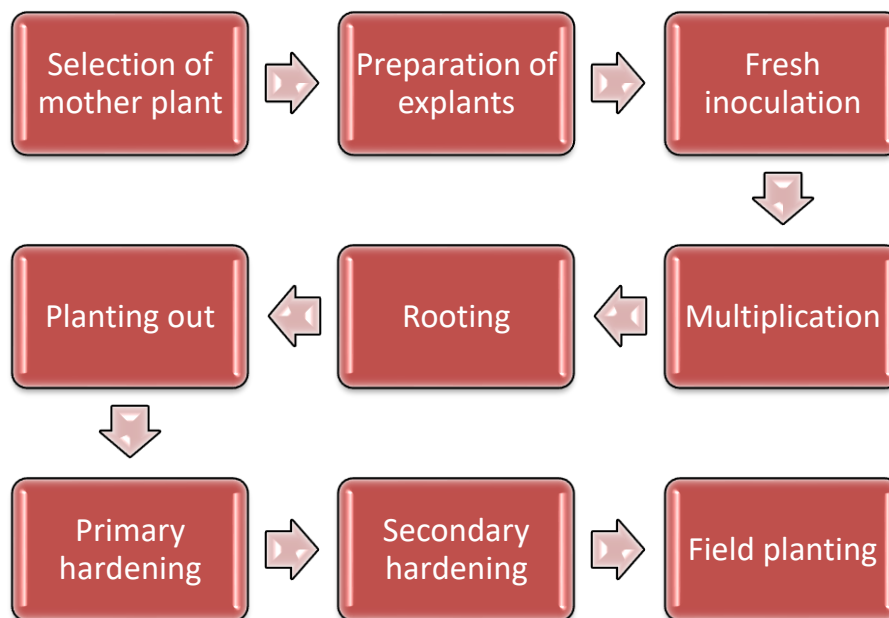 Selection of
mother plant
Preparation of
explants
Fresh
inoculation
Multiplication
Rooting
Planting out
Primary
hardening
Secondary
hardening
Field planting